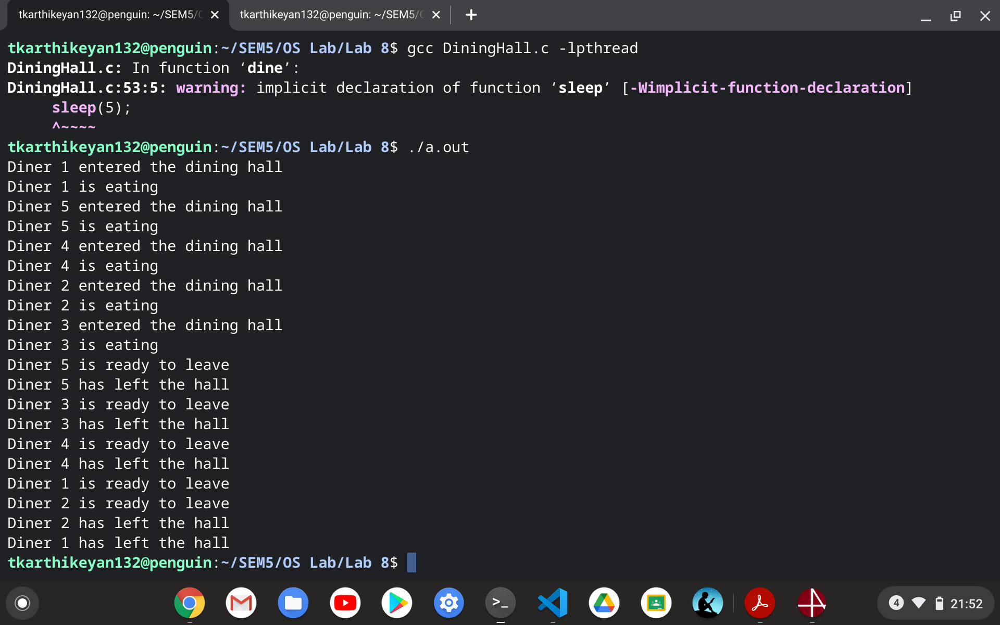 tkarthikeyan132@penguin: ~/SEM5/
tkarthikeyan132@penguin: ~/SEM5/
tkarthikeyan132@penguin:~/SEM5/OS Lab/Lab 8$ gcc DiningHall.c -lpthread
DiningHall.c: In function ‘dine’:
DiningHall.c:53:5: warning: implicit declaration of function ‘sleep’ [-Wimplicit-function-declaration]
     sleep(5);
     ^~~~~
tkarthikeyan132@penguin:~/SEM5/OS Lab/Lab 8$ ./a.out
Diner 1 entered the dining hall
Diner 1 is eating
Diner 5 entered the dining hall
Diner 5 is eating
Diner 4 entered the dining hall
Diner 4 is eating
Diner 2 entered the dining hall
Diner 2 is eating
Diner 3 entered the dining hall
Diner 3 is eating
Diner 5 is ready to leave
Diner 5 has left the hall
Diner 3 is ready to leave
Diner 3 has left the hall
Diner 4 is ready to leave
Diner 4 has left the hall
Diner 1 is ready to leave
Diner 2 is ready to leave
Diner 2 has left the hall
Diner 1 has left the hall
tkarthikeyan132@penguin:~/SEM5/OS Lab/Lab 8$
4 21:52